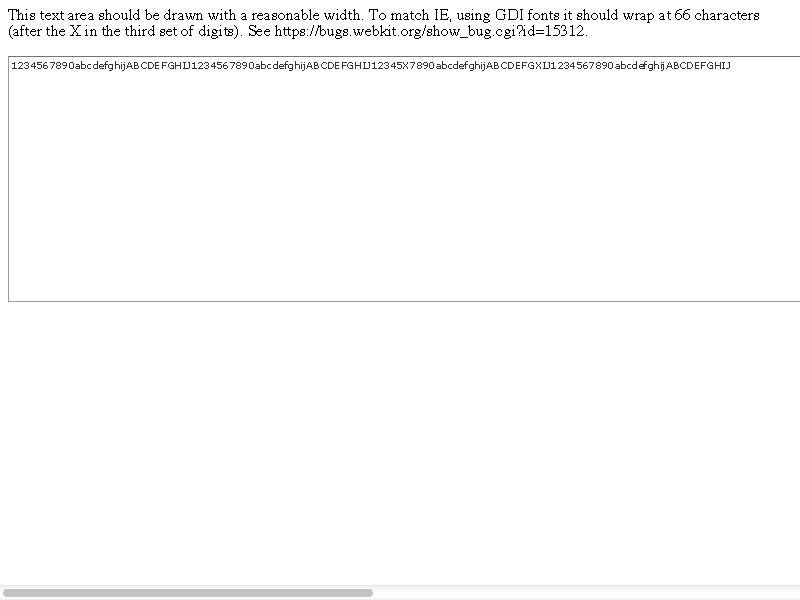 This text area should be drawn with a reasonable width. To match IE, using GDI fonts it should wrap at 66 characters
(after the X in the third set of digits). See https://bugs.webkit.org/show_bug.cgi?id=15312.
1234567890abcdefghijABCDEFGHIJ1234567890abcdefghijABCDEFGHIJ12345X7890abcdefghijABCDEFGXIJ1234567890abcdefghijABCDEFGHIJ